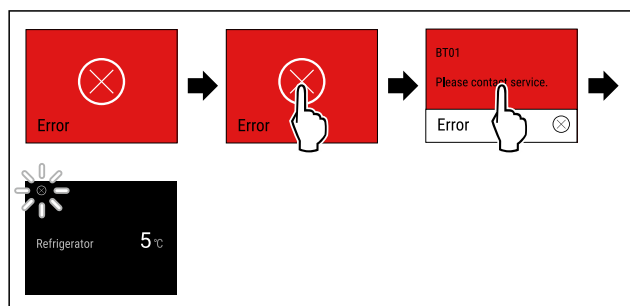 Error
Error
BT01
Please contact service.
Error
Refrigerator 5 °C